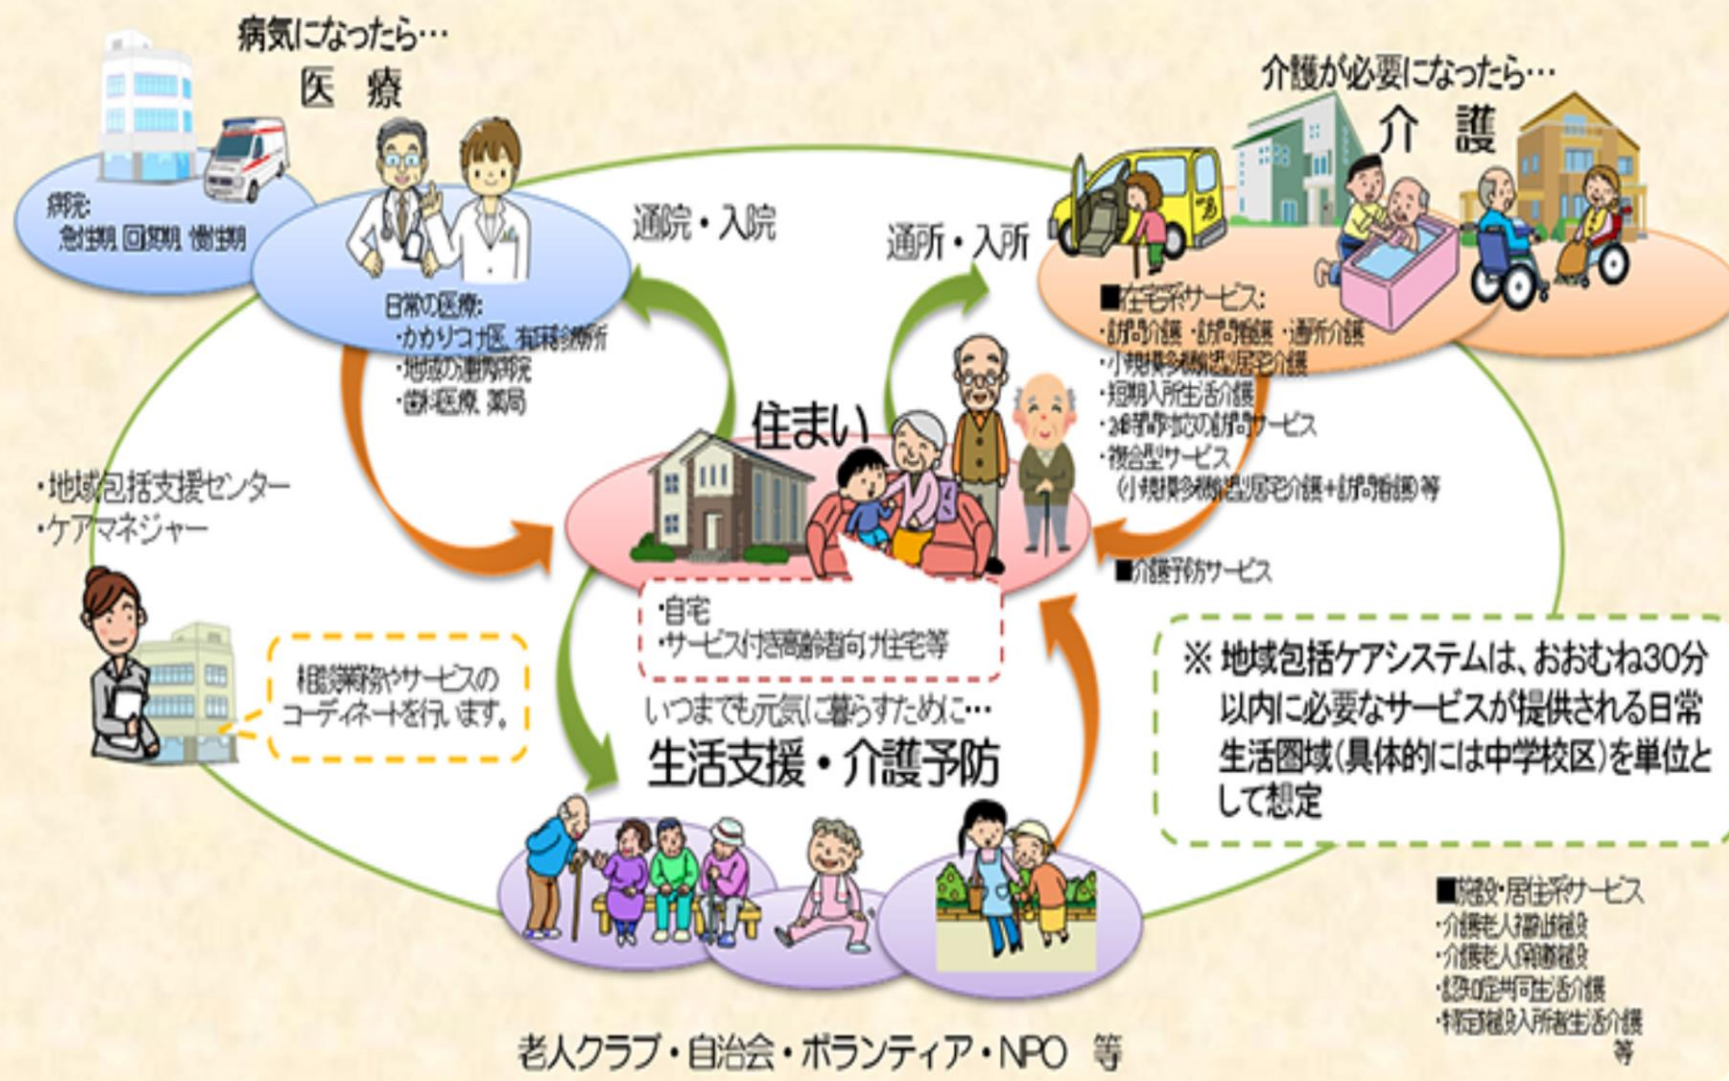 病気になったら…
医 療
病院:
急性期 回復期 慢性期
日常の医療:
・かかりつけ医、有床診療所
・地域の連携病院
・歯科医療、薬局
通院・入院
通所・入所
介護が必要になったら…
介 護
■在宅系サービス:
・訪問介護 ・訪問看護 ・通所介護
・小規模多機能型居宅介護
・短期入所生活介護
・24時間対応の訪問サービス
・複合型サービス
(小規模多機能型居宅介護+訪問看護)等
■介護予防サービス
住まい
・自宅
・サービス付き高齢者向け住宅等
・地域包括支援センター
・ケアマネジャー
相談業務やサービスの
コーディネートを行います。
いつまでも元気に暮らすために…
生活支援・介護予防
※ 地域包括ケアシステムは、おおむね30分
以内に必要なサービスが提供される日常
生活圏域(具体的には中学校区)を単位と
して想定
■施設・居住系サービス
・介護老人福祉施設
・介護老人保健施設
・認知症共同生活介護
・特定施設入所者生活介護
等
老人クラブ・自治会・ボランティア・NPO 等